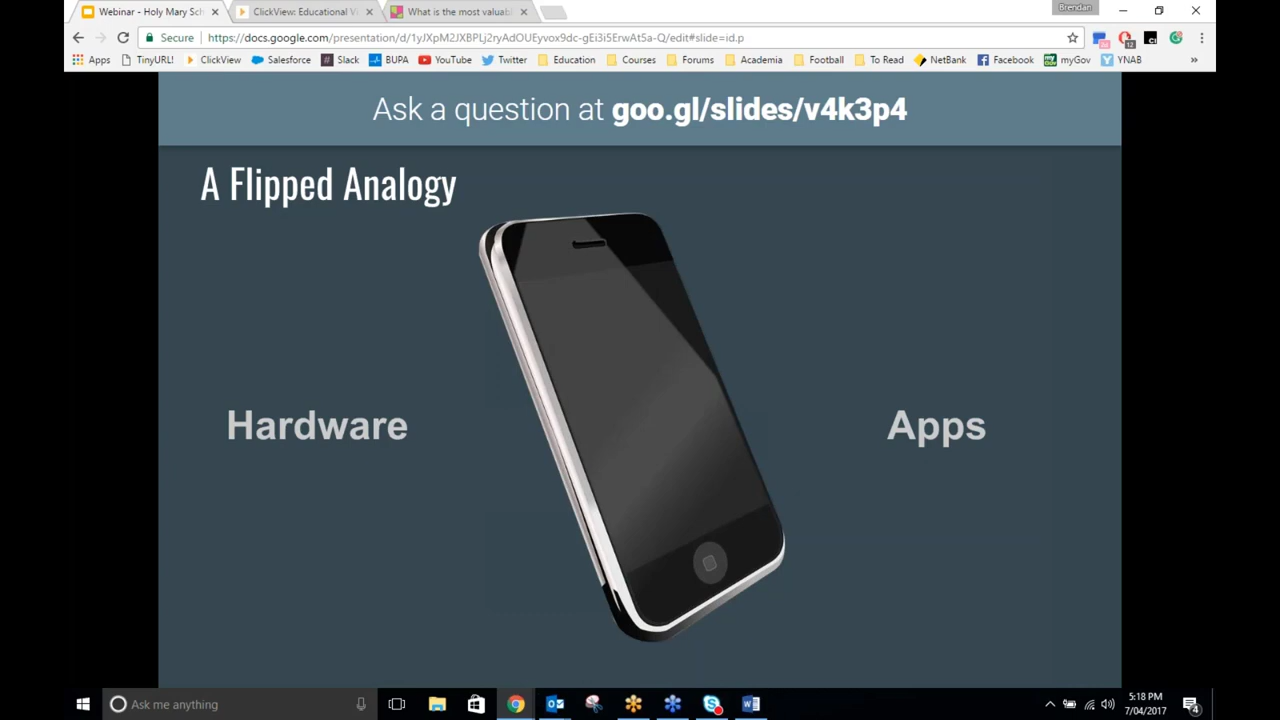 Webinar - Holy Mary Sch
ClickView: Educational V
What is the most valuabl
Brendan
Secure
https://docs.google.com/presentation/d/1yJXpM2JXBPLj2ryAdOUEyvox9dc-gEi3i5ErwAt5a-Q/edit#slide=id.p
Apps TinyURL! ClickView Salesforce Slack BUPA YouTube Twitter Education Courses Forums Academia Football To Read NetBank Facebook myGov YNAB
Ask a question at goo.gl/slides/v4k3p4
A Flipped Analogy
Hardware
Apps
Ask me anything
5:18 PM
7/04/2017
4